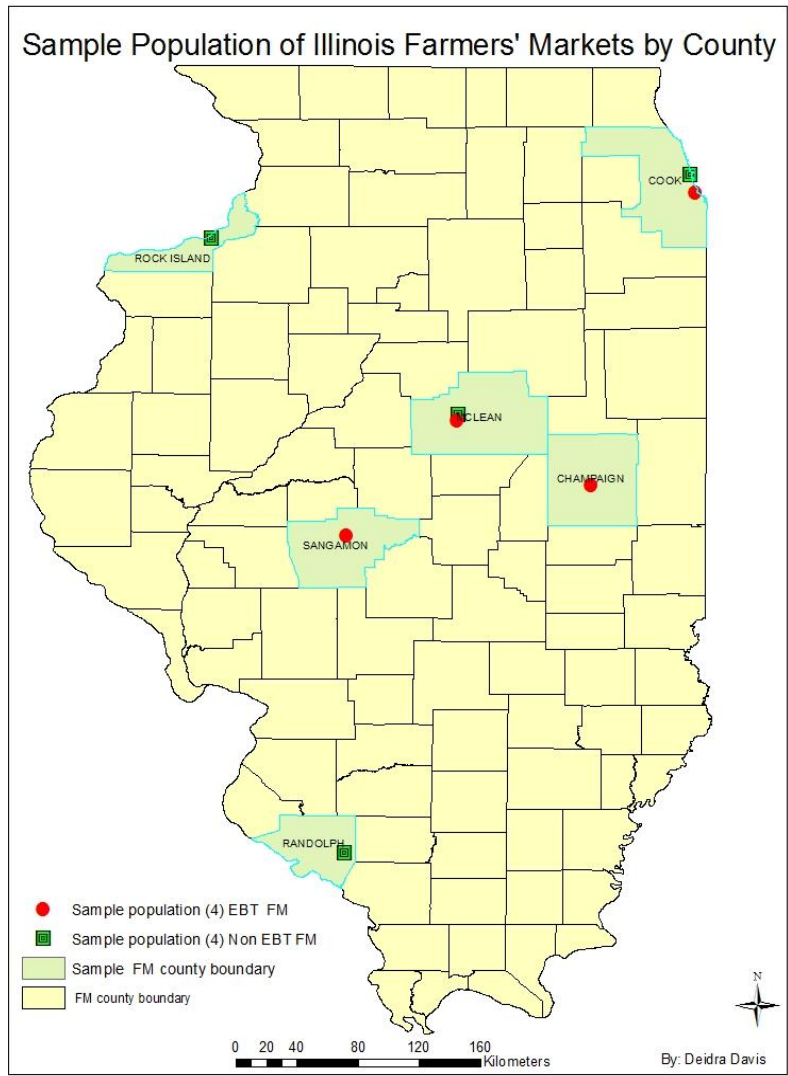 Sample Population of Illinois Farmers' Markets by County
COOK
ROCK ISLAND
MCLEAN
CHAMPAIGN
SANGAMON
RANDOLPH
Sample population (4) EBT FM
Sample population (4) Non EBT FM
Sample FM county boundary
FM county boundary
N
0 20 40 80 120 160
Kilometers
By: Deidra Davis